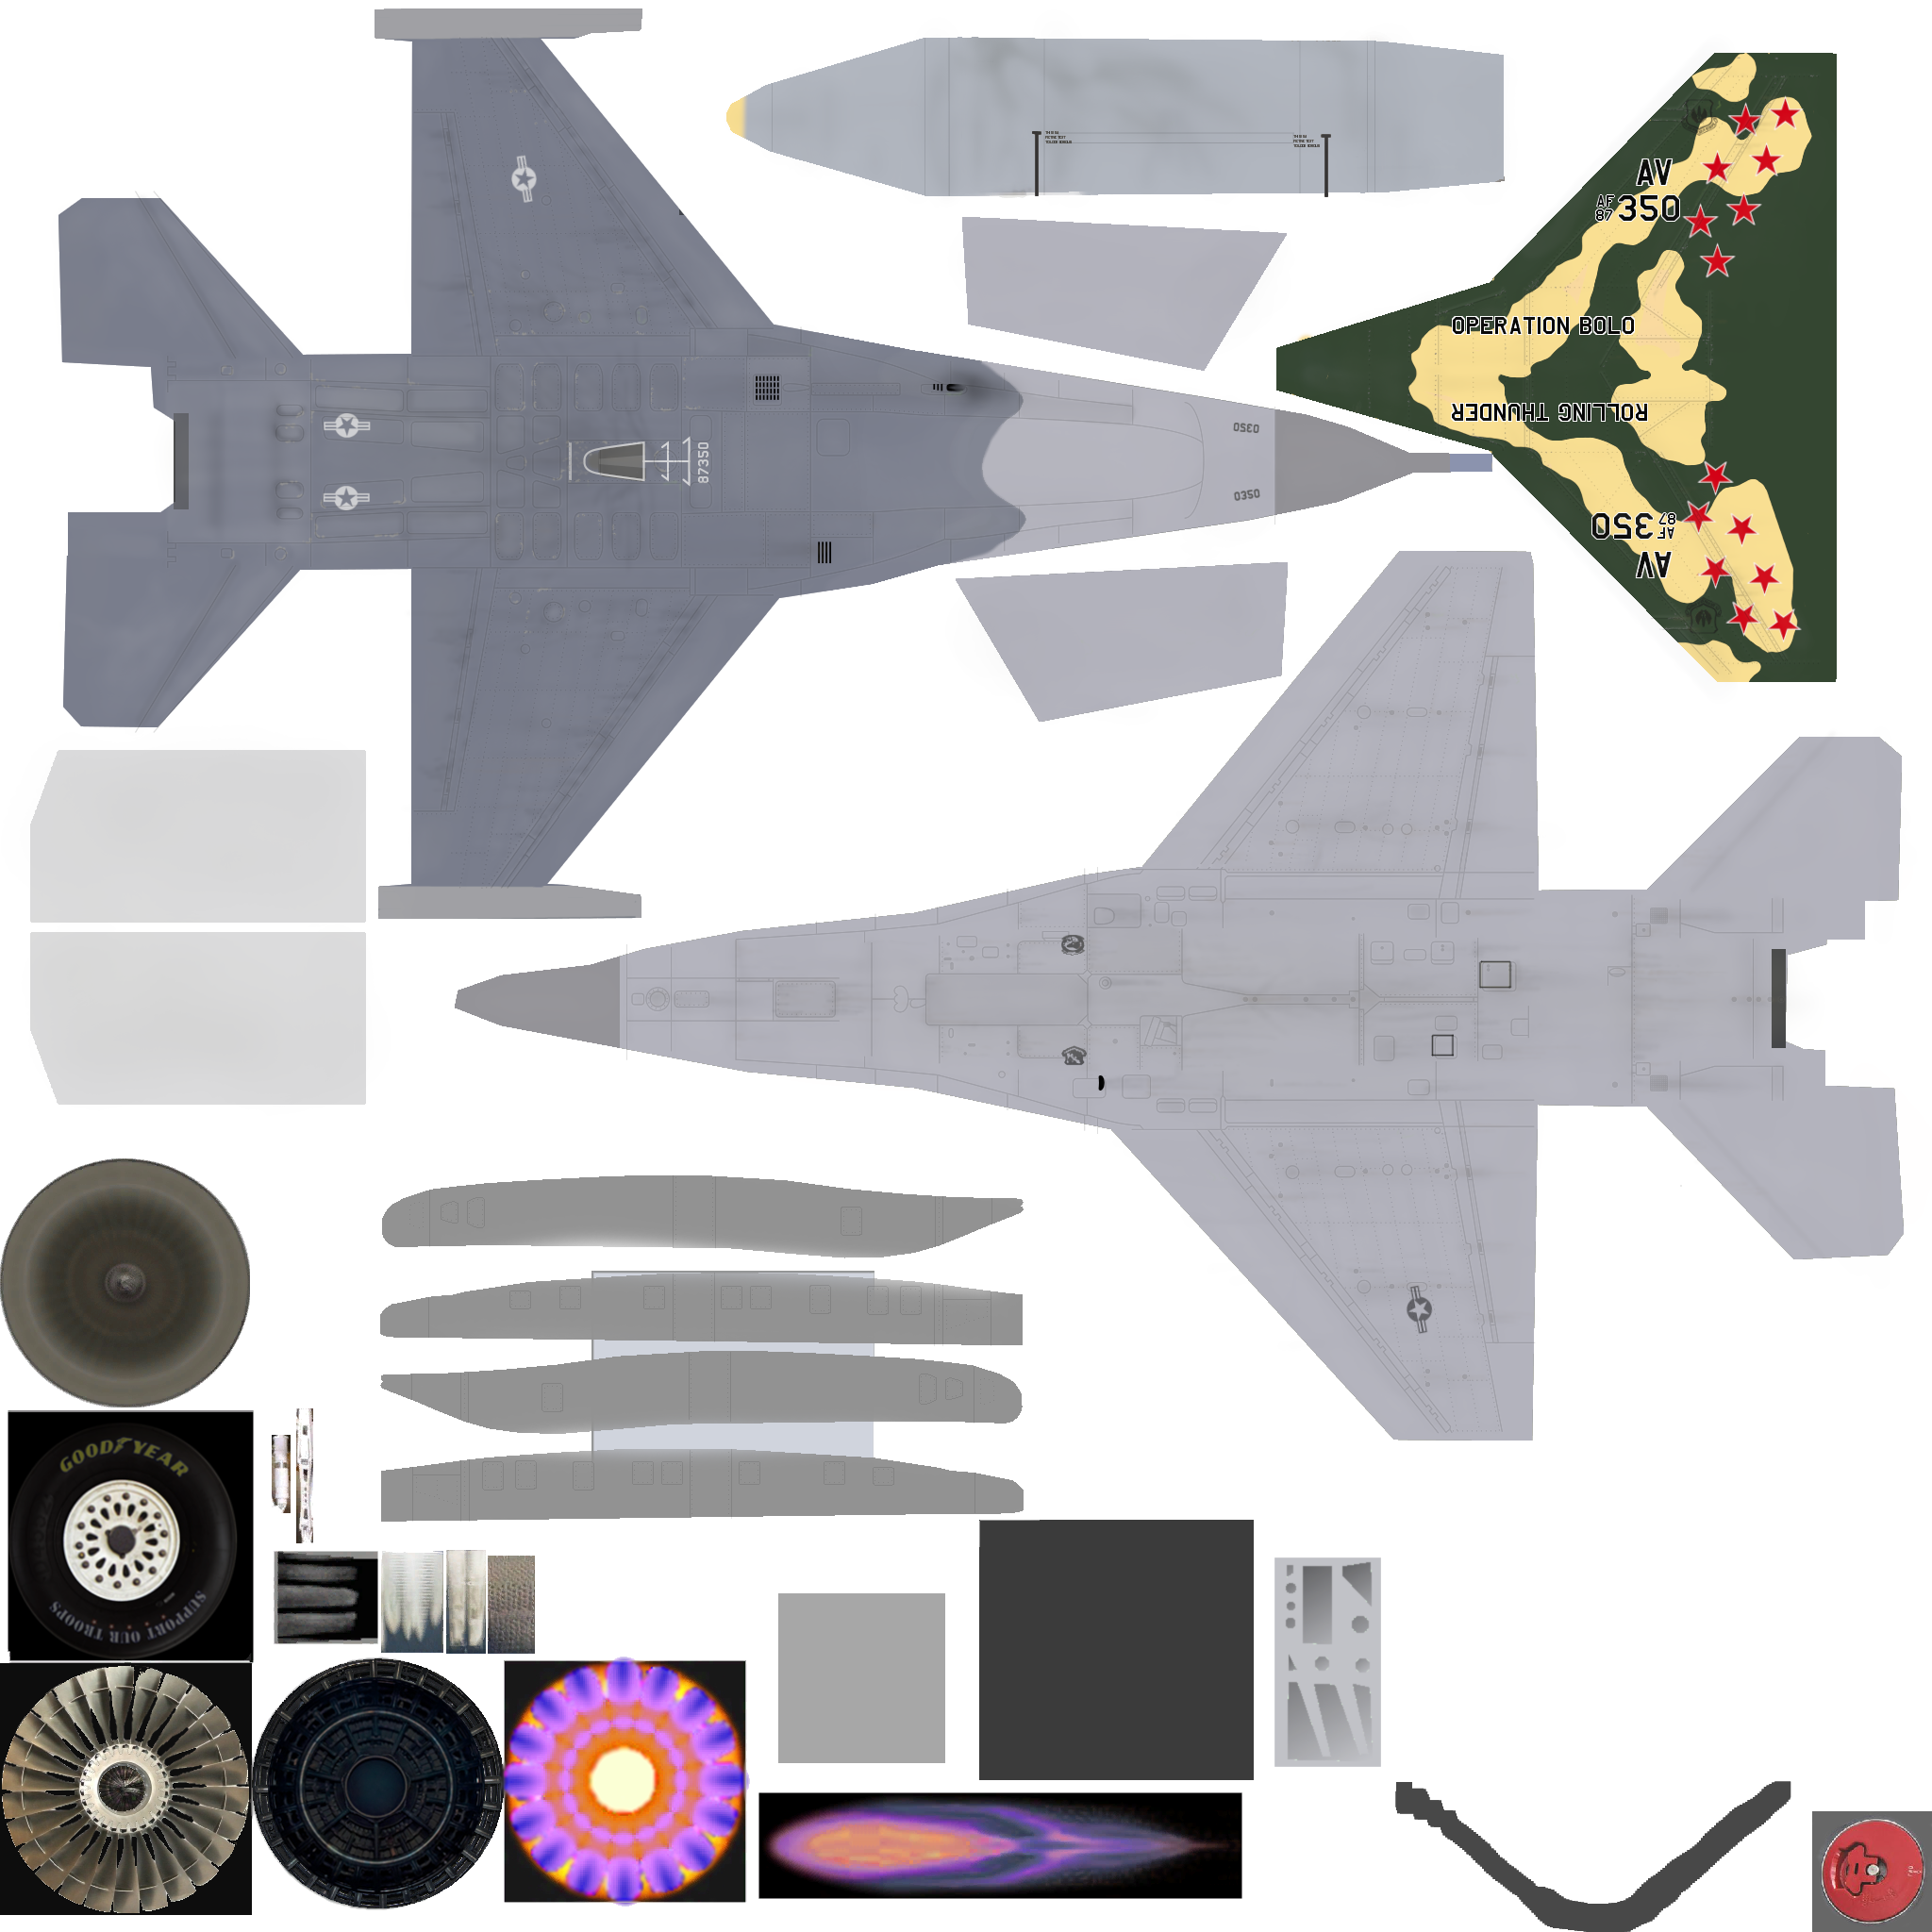 AV
AF
87
350
OPERATION BOLO
ROLLING THUNDER
AF
87
350
AV
87350
0350
0350
GOODYEAR
SUPPORT OUR TROOPS